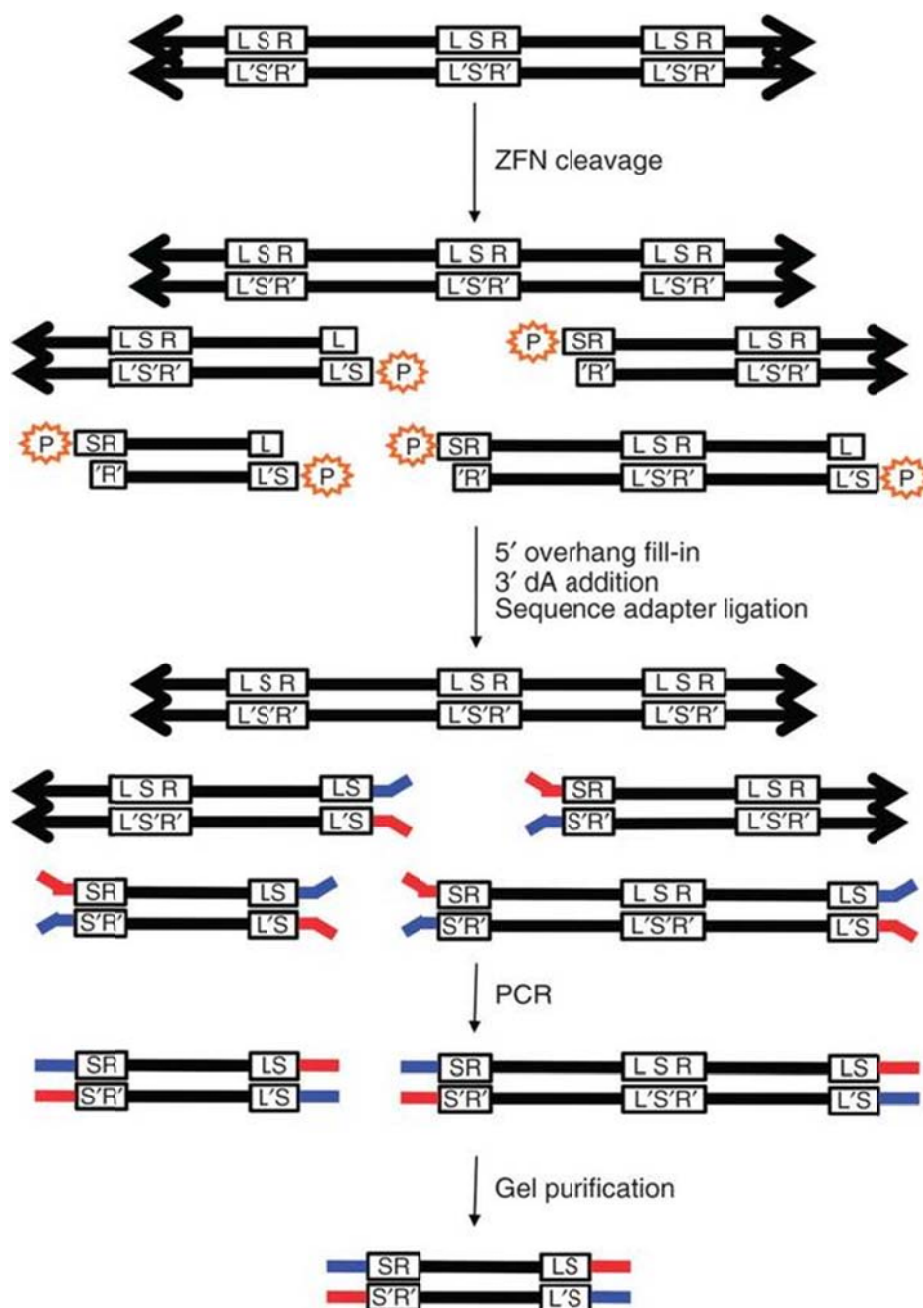 L S R L S R L S R
L'S'R' L'S'R' L'S'R'
ZFN cleavage
L S R L S R L S R
L'S'R' L'S'R' L'S'R'
L S R L P SR L S R
L'S'R' L'S P 'R' L'S'R'
P SR L P SR L S R L
'R' L'S P 'R' L'S'R' L'S P
5′ overhang fill-in
3′ dA addition
Sequence adapter ligation
L S R L S R L S R
L'S'R' L'S'R' L'S'R'
L S R LS SR L S R
L'S'R' L'S S'R' L'S'R'
SR LS SR L S R LS
S'R' L'S S'R' L'S'R' L'S
PCR
SR LS SR L S R LS
S'R' L'S S'R' L'S'R' L'S
Gel purification
SR LS
S'R' L'S